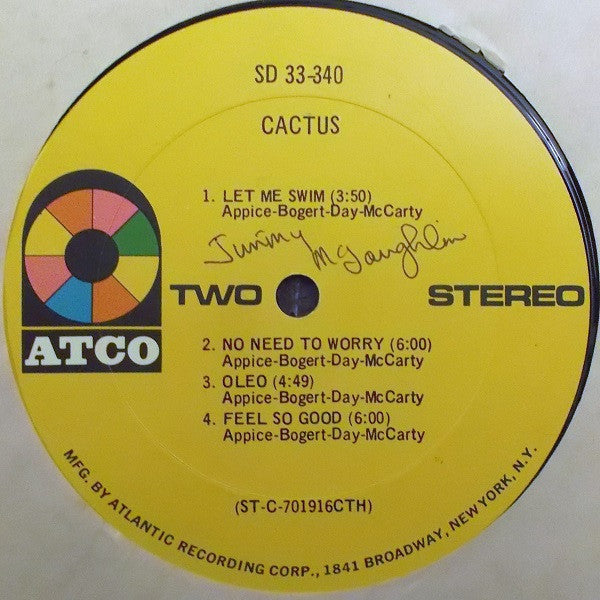 SD 33-340
CACTUS
1. LET ME SWIM (3:50)
Appice-Bogert-Day-McCarty
Jimmy McLaughlin
TWO
STEREO
ATCO
2. NO NEED TO WORRY (6:00)
Appice-Bogert-Day-McCarty
3. OLEO (4:49)
Appice-Bogert-Day-McCarty
4. FEEL SO GOOD (6:00)
Appice-Bogert-Day-McCarty
(ST-C-701916CTH)
MFG. BY ATLANTIC RECORDING CORP., 1841 BROADWAY, NEW YORK, N.Y.